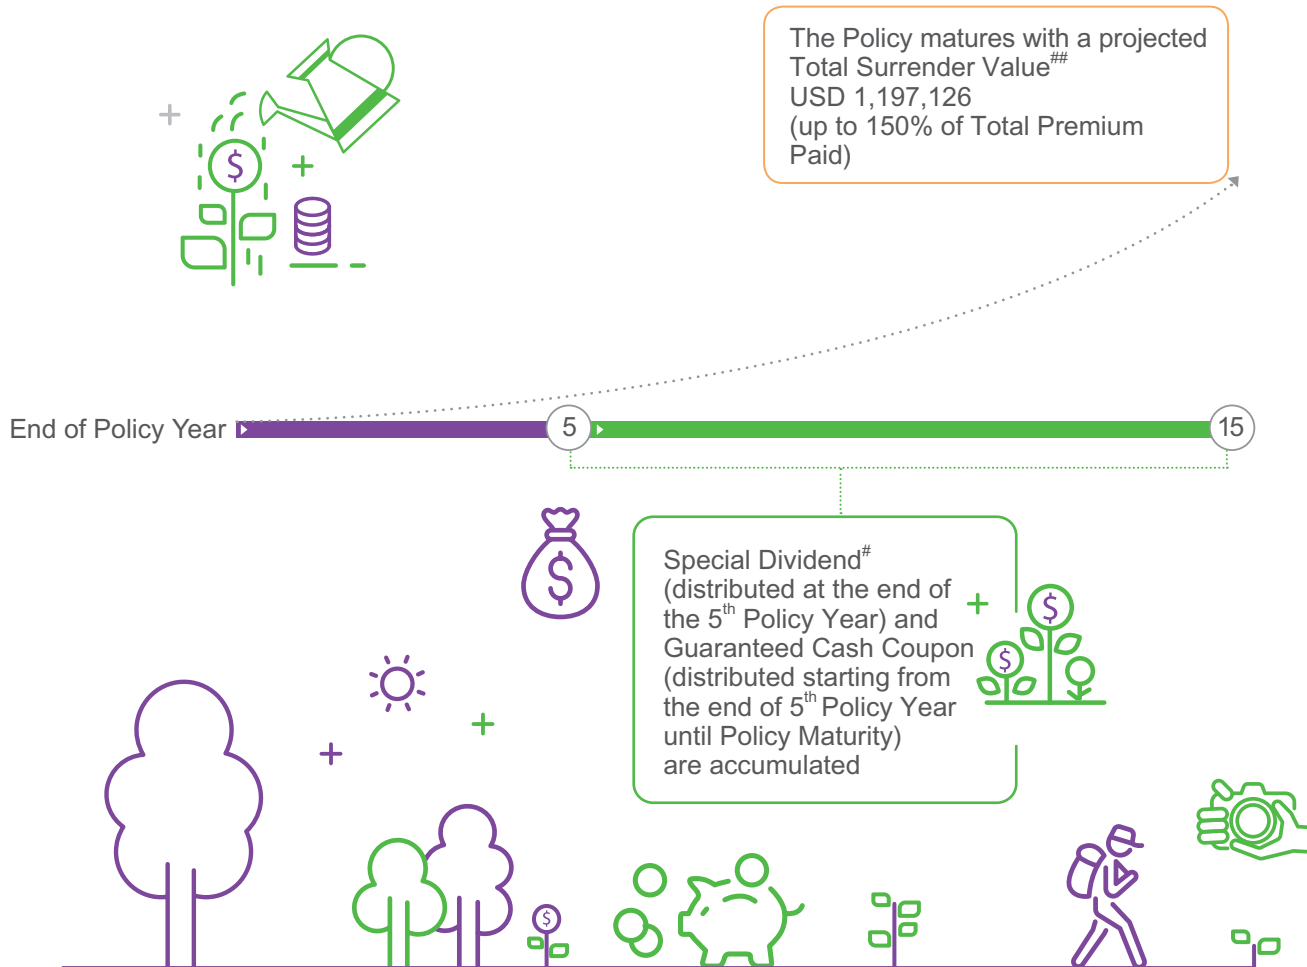 The Policy matures with a projected
Total Surrender Value##
USD 1,197,126
(up to 150% of Total Premium
Paid)
$
End of Policy Year
5
15
$
Special Dividend#
(distributed at the end of
the 5th Policy Year) and
Guaranteed Cash Coupon
(distributed starting from
the end of 5th Policy Year
until Policy Maturity)
are accumulated
$
$
$